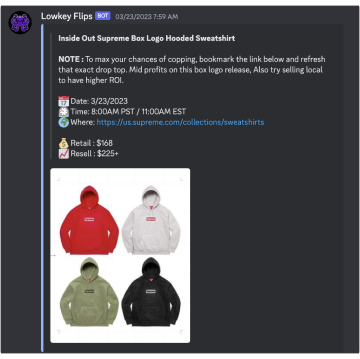 Lowkey Flips BOT 03/23/2023 7:59 AM
Inside Out Supreme Box Logo Hooded Sweatshirt
NOTE : To max your chances of copping, bookmark the link below and refresh
that exact drop top. Mid profits on this box logo release, Also try selling local
to have higher ROI.
Date: 3/23/2023
Time: 8:00AM PST / 11:00AM EST
Where: https://us.supreme.com/collections/sweatshirts
Retail : $168
Resell : $225+